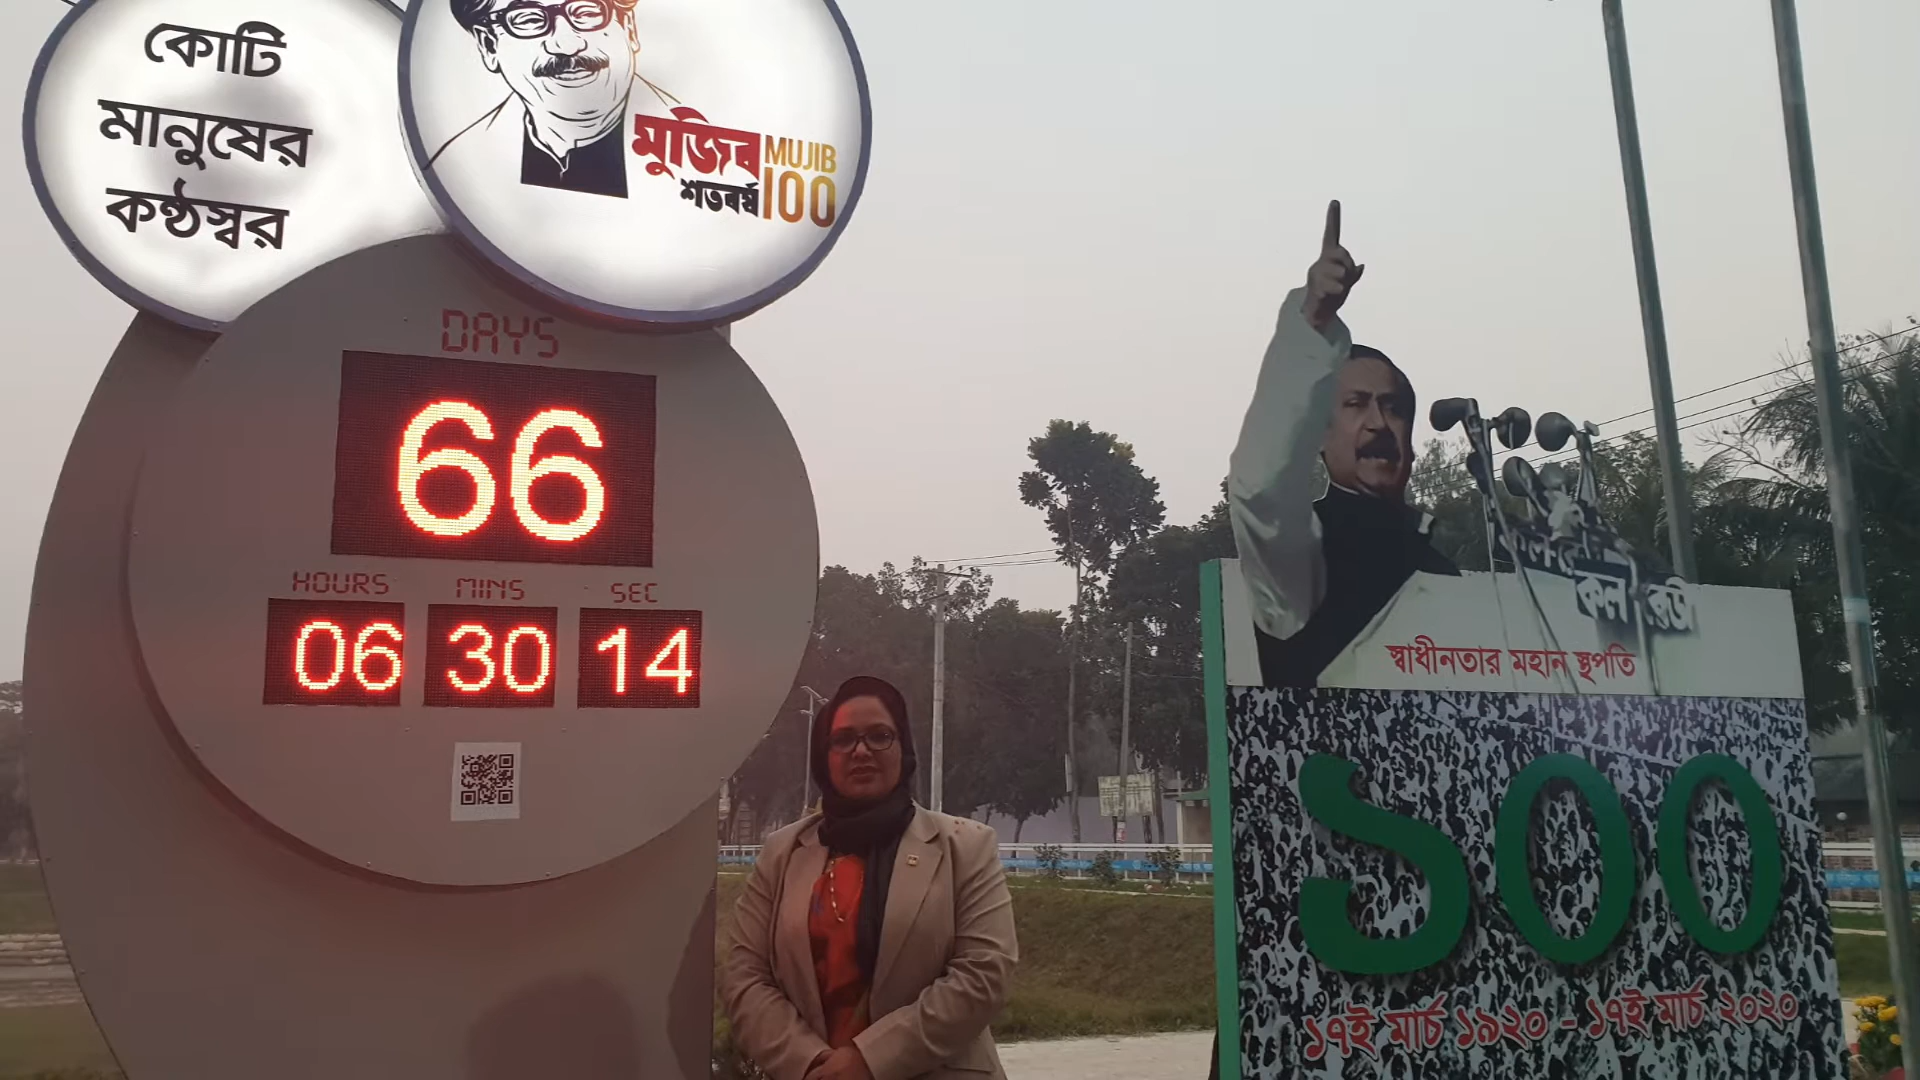 কোটি
মানুষের
কণ্ঠস্বর
মুজিব
শতবর্ষ
MUJIB
100
DAYS
66
HOURS
MINS
SEC
06
30
14
স্বাধীনতার মহান স্থপতি
১০০
১৭ই মার্চ ১৯২০ - ১৭ই মার্চ ২০২০